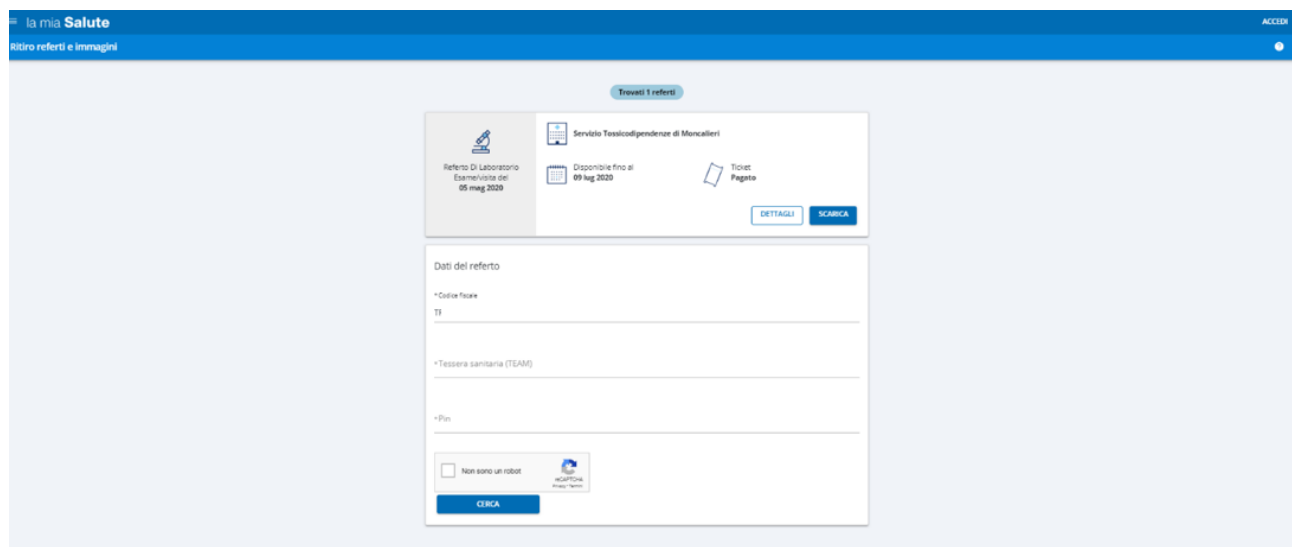 la mia Salute
ACCEDI
Ritiro referti e immagini
?
Trovati 1 referti
Servizio Tossicodipendenze di Moncalieri
Referto Di Laboratorio
Esame/visita del
05 mag 2020
Disponibile fino al
09 lug 2020
Ticket
Pagato
DETTAGLI
SCARICA
Dati del referto
*Codice fiscale
TF
*Tessera sanitaria (TEAM)
*Pin
Non sono un robot
reCAPTCHA
Privacy - Termini
CERCA